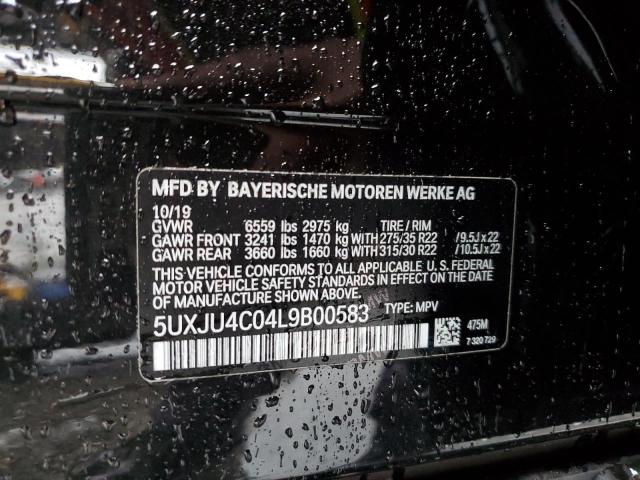 MFD BY BAYERISCHE MOTOREN WERKE AG
10/19
GVWR 6559 lbs 2975 kg TIRE / RIM
GAWR FRONT 3241 lbs 1470 kg WITH 275/35 R22 /9.5J x 22
GAWR REAR 3660 lbs 1660 kg WITH 315/30 R22 /10.5J x 22
THIS VEHICLE CONFORMS TO ALL APPLICABLE U. S. FEDERAL
MOTOR VEHICLE SAFETY STANDARDS IN EFFECT ON THE DATE OF
MANUFACTURE SHOWN ABOVE.
5UXJU4C04L9B00583 TYPE: MPV
475M
7 320 729